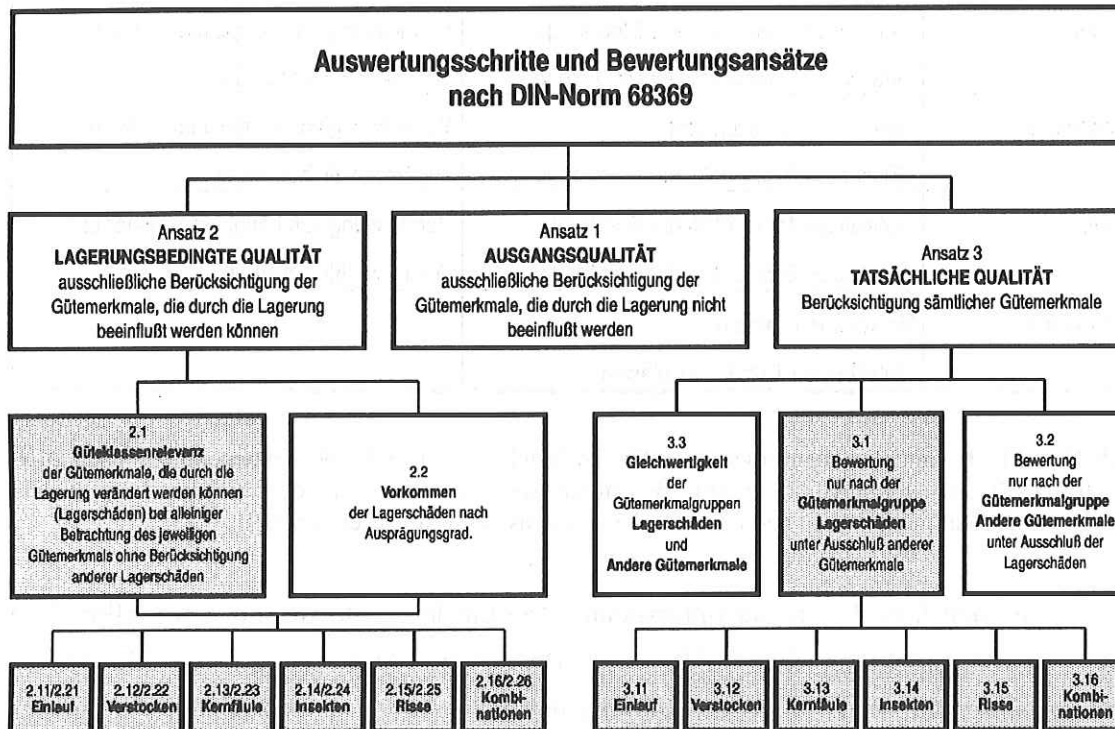 Auswertungsschritte und Bewertungsansätze
nach DIN-Norm 68369
Ansatz 2
LAGERUNGSBEDINGTE QUALITÄT
ausschließliche Berücksichtigung der
Gütemerkmale, die durch die Lagerung
beeinflußt werden können
Ansatz 1
AUSGANGSQUALITÄT
ausschließliche Berücksichtigung der
Gütemerkmale, die durch die Lagerung nicht
beeinflußt werden
Ansatz 3
TATSÄCHLICHE QUALITÄT
Berücksichtigung sämtlicher Gütemerkmale
2.1
Güteklassenrelevanz
der Gütemerkmale, die durch die
Lagerung verändert werden können
(Lagerschäden) bei alleiniger
Betrachtung des jeweiligen
Gütemerkmals ohne Berücksichtigung
anderer Lagerschäden
2.2
Vorkommen
der Lagerschäden nach
Ausprägungsgrad.
3.3
Gleichwertigkeit
der
Gütemerkmalgruppen
Lagerschäden
und
Andere Gütemerkmale
3.1
Bewertung
nur nach der
Gütemerkmalgruppe
Lagerschäden
unter Ausschluß anderer
Gütemerkmale
3.2
Bewertung
nur nach der
Gütemerkmalgruppe
Andere Gütemerkmale
unter Ausschluß der
Lagerschäden
2.11/2.21
Einlauf
2.12/2.22
Verstocken
2.13/2.23
Kernfäule
2.14/2.24
Insekten
2.15/2.25
Risse
2.16/2.26
Kombi-
nationen
3.11
Einlauf
3.12
Verstocken
3.13
Kernfäule
3.14
Insekten
3.15
Risse
3.16
Kombi-
nationen